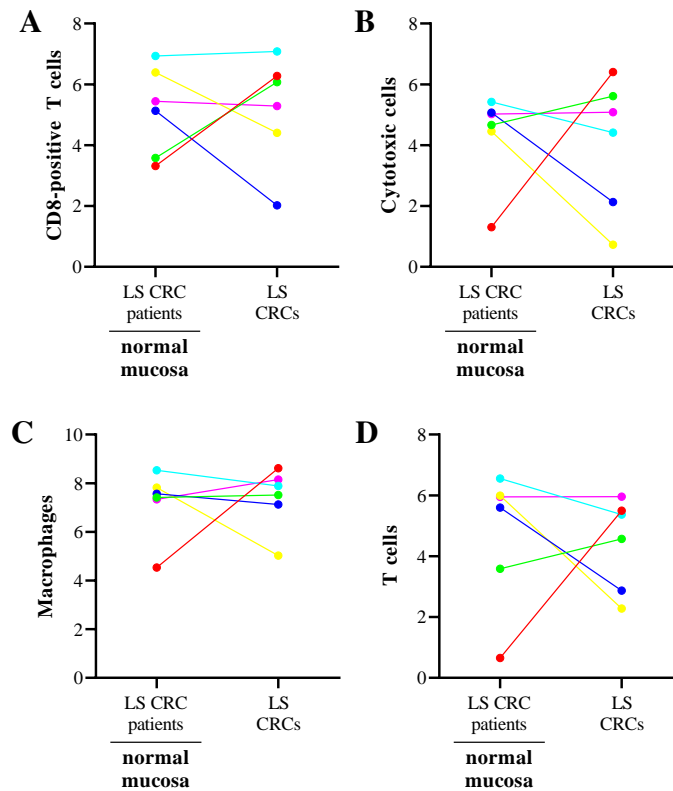 A
CD8-positive T cells
8
6
4
2
0
LS CRC
patients
normal
mucosa
LS
CRCs
B
Cytotoxic cells
8
6
4
2
0
LS CRC
patients
normal
mucosa
LS
CRCs
C
Macrophages
10
8
6
4
2
0
LS CRC
patients
normal
mucosa
LS
CRCs
D
T cells
8
6
4
2
0
LS CRC
patients
normal
mucosa
LS
CRCs